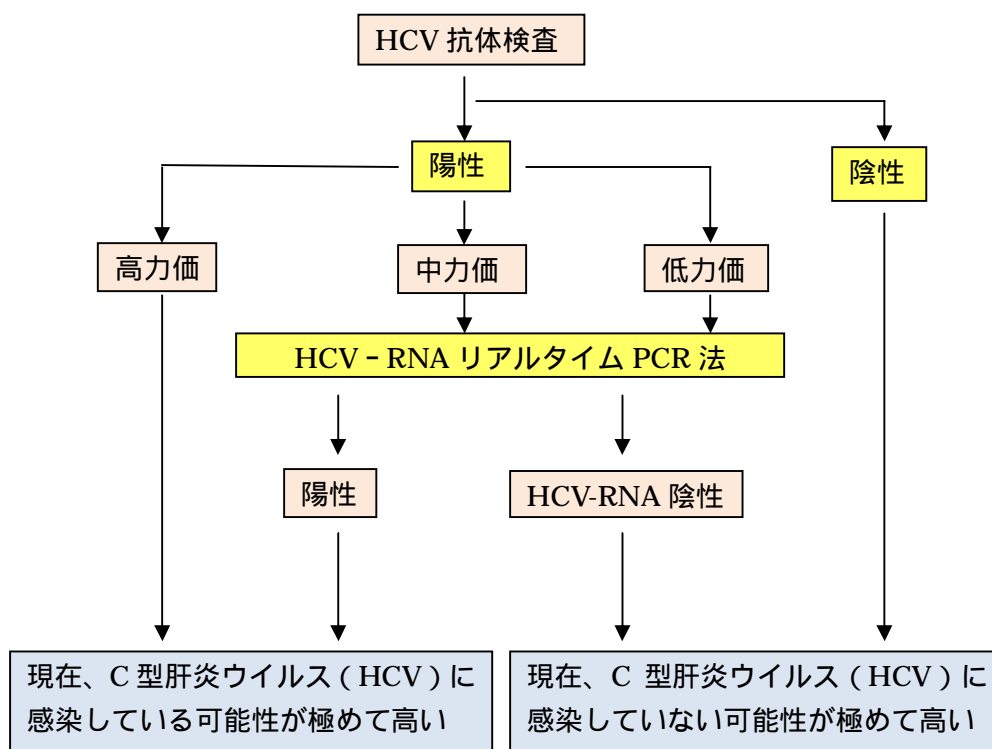 HCV 抗体検査
陽性
陰性
高力価
中力価
低力価
HCV－RNA リアルタイム PCR 法
陽性
HCV-RNA 陰性
現在、C 型肝炎ウイルス（HCV）に
感染している可能性が極めて高い
現在、C 型肝炎ウイルス（HCV）に
感染していない可能性が極めて高い